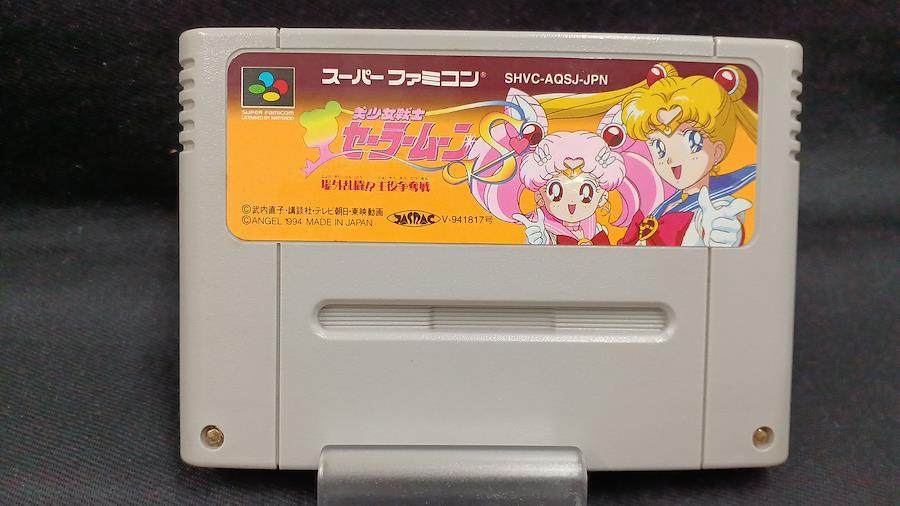 スーパーファミコン® SHVC-AQSJ-JPN
SUPER FAMICOM
LICENSED BY NINTENDO
美少女戦士
セーラームーンS
場外乱闘!? 主役争奪戦
©武内直子・講談社・テレビ朝日・東映動画
©ANGEL 1994 MADE IN JAPAN
JASRAC V-941817号